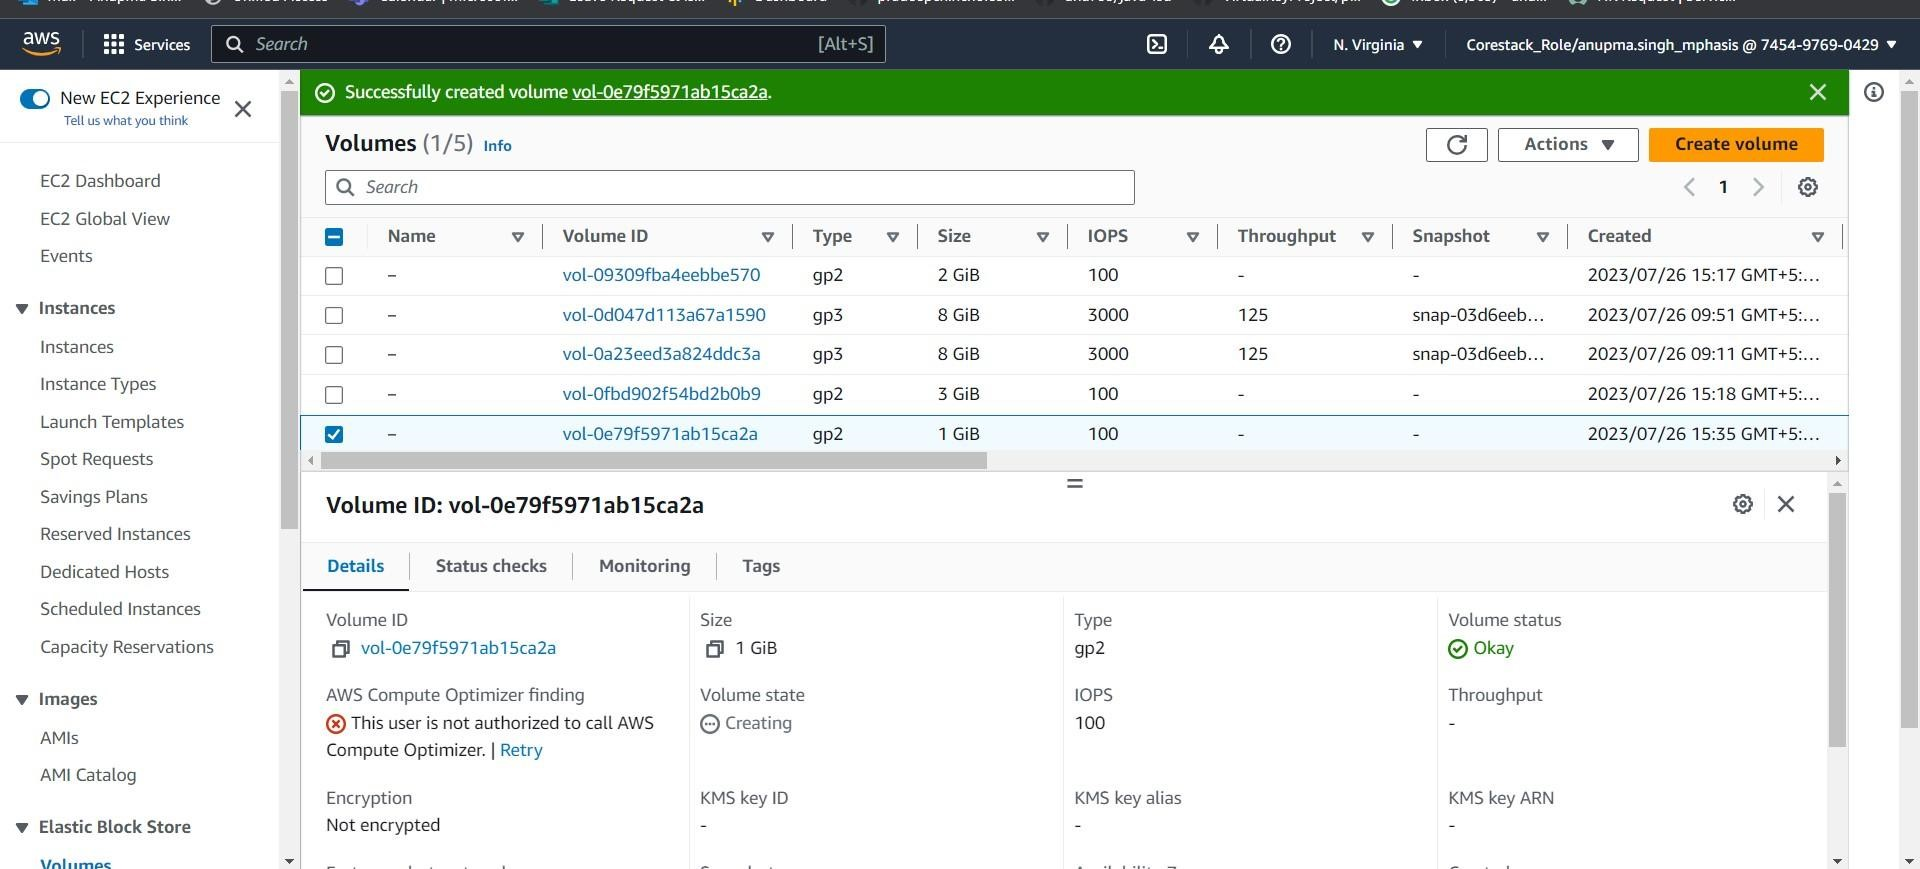 aws
Services
Search
[Alt+S]
N. Virginia
Corestack_Role/anupma.singh_mphasis @ 7454-9769-0429
New EC2 Experience
Tell us what you think
EC2 Dashboard
EC2 Global View
Events
Instances
Instances
Instance Types
Launch Templates
Spot Requests
Savings Plans
Reserved Instances
Dedicated Hosts
Scheduled Instances
Capacity Reservations
Images
AMIs
AMI Catalog
Elastic Block Store
Volumes
Successfully created volume vol-0e79f5971ab15ca2a.
Volumes (1/5) Info
Actions
Create volume
Search
1
Name Volume ID Type Size IOPS Throughput Snapshot Created
– vol-09309fba4eebbe570 gp2 2 GiB 100 - - 2023/07/26 15:17 GMT+5:...
– vol-0d047d113a67a1590 gp3 8 GiB 3000 125 snap-03d6eeb... 2023/07/26 09:51 GMT+5:...
– vol-0a23eed3a824ddc3a gp3 8 GiB 3000 125 snap-03d6eeb... 2023/07/26 09:11 GMT+5:...
– vol-0fbd902f54bd2b0b9 gp2 3 GiB 100 - - 2023/07/26 15:18 GMT+5:...
– vol-0e79f5971ab15ca2a gp2 1 GiB 100 - - 2023/07/26 15:35 GMT+5:...
Volume ID: vol-0e79f5971ab15ca2a
Details Status checks Monitoring Tags
Volume ID Size Type Volume status
vol-0e79f5971ab15ca2a 1 GiB gp2 Okay
AWS Compute Optimizer finding Volume state IOPS Throughput
This user is not authorized to call AWS Creating 100 -
Compute Optimizer. | Retry
Encryption KMS key ID KMS key alias KMS key ARN
Not encrypted - - -